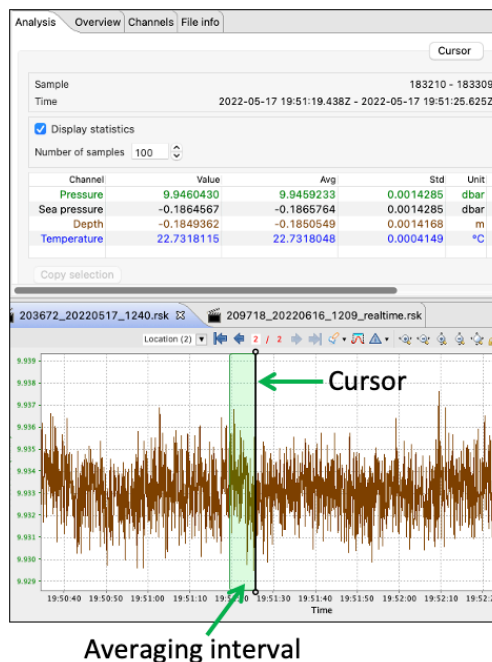 Analysis Overview Channels File info
Cursor
Sample 183210 - 183309
Time 2022-05-17 19:51:19.438Z - 2022-05-17 19:51:25.625Z
Display statistics
Number of samples 100
Channel Value Avg Std Unit
Pressure 9.9460430 9.9459233 0.0014285 dbar
Sea pressure -0.1864567 -0.1865764 0.0014285 dbar
Depth -0.1849362 -0.1850549 0.0014168 m
Temperature 22.7318115 22.7318048 0.0004149 °C
Copy selection
203672_20220517_1240.rsk 209718_20220616_1209_realtime.rsk
Location (2) 2 / 2
9.939
9.938
9.937
9.936
9.935
9.934
9.933
9.932
9.931
9.930
9.929
Cursor
19:50:40 19:50:50 19:51:00 19:51:10 19:51:30 19:51:40 19:51:50 19:52:00 19:52:10 19:52:2
Time
Averaging interval